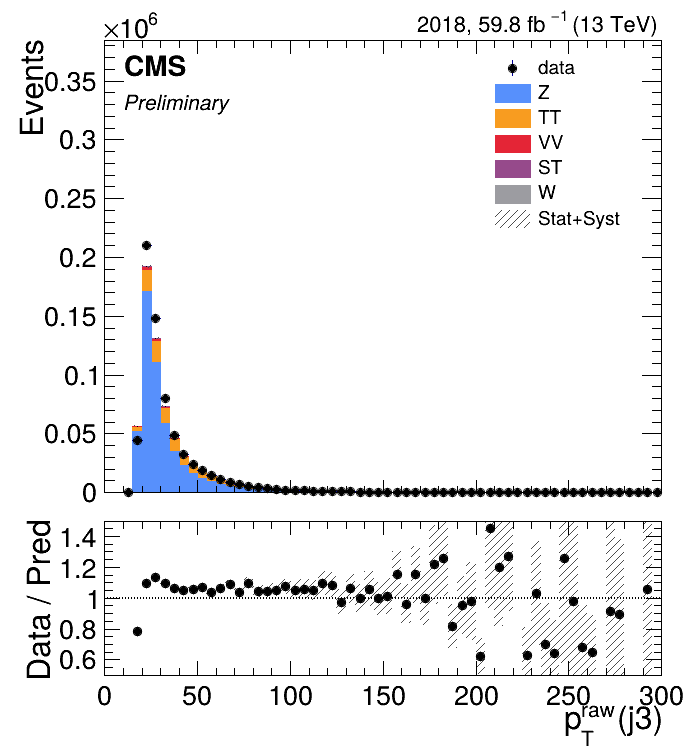 ×10^6
2018, 59.8 fb^-1 (13 TeV)
Events
CMS
Preliminary
data
Z
TT
VV
ST
W
Stat+Syst
0.35
0.3
0.25
0.2
0.15
0.1
0.05
0
Data / Pred
1.4
1.2
1
0.8
0.6
0 50 100 150 200 250 300
p_T^raw(j3)